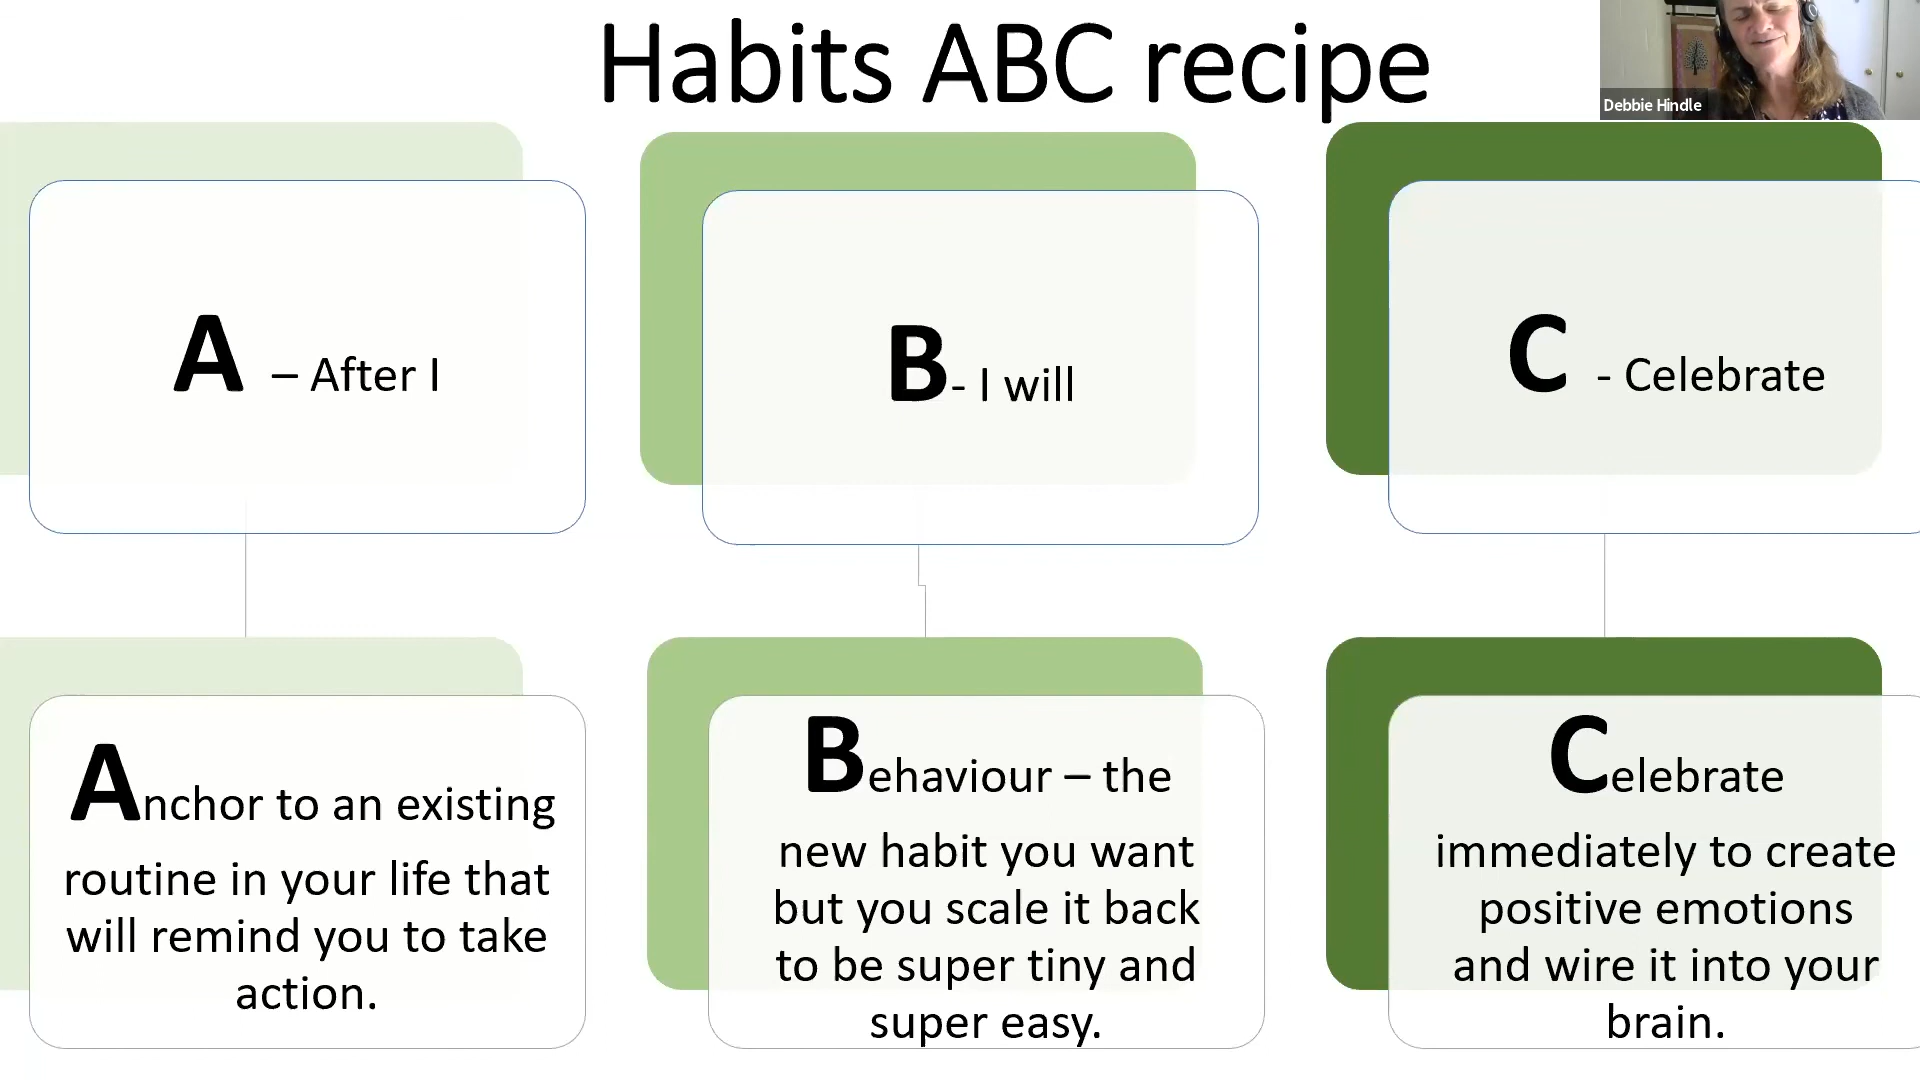 Habits ABC recipe
Debbie Hindle
A – After I
B- I will
C - Celebrate
Anchor to an existing
routine in your life that
will remind you to take
action.
Behaviour – the
new habit you want
but you scale it back
to be super tiny and
super easy.
Celebrate
immediately to create
positive emotions
and wire it into your
brain.